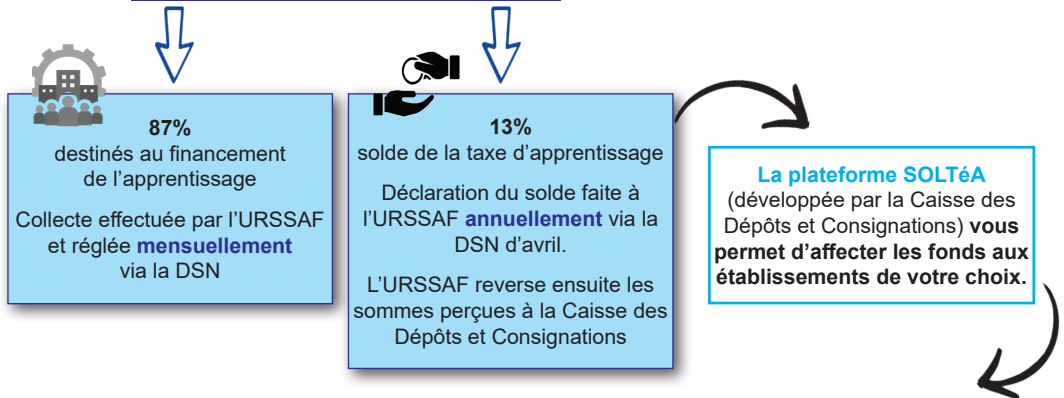 87%
destinés au financement
de l’apprentissage
Collecte effectuée par l’URSSAF
et réglée mensuellement
via la DSN
13%
solde de la taxe d’apprentissage
Déclaration du solde faite à
l’URSSAF annuellement via la
DSN d’avril.
L’URSSAF reverse ensuite les
sommes perçues à la Caisse des
Dépôts et Consignations
La plateforme SOLTéA
(développée par la Caisse des
Dépôts et Consignations) vous
permet d’affecter les fonds aux
établissements de votre choix.